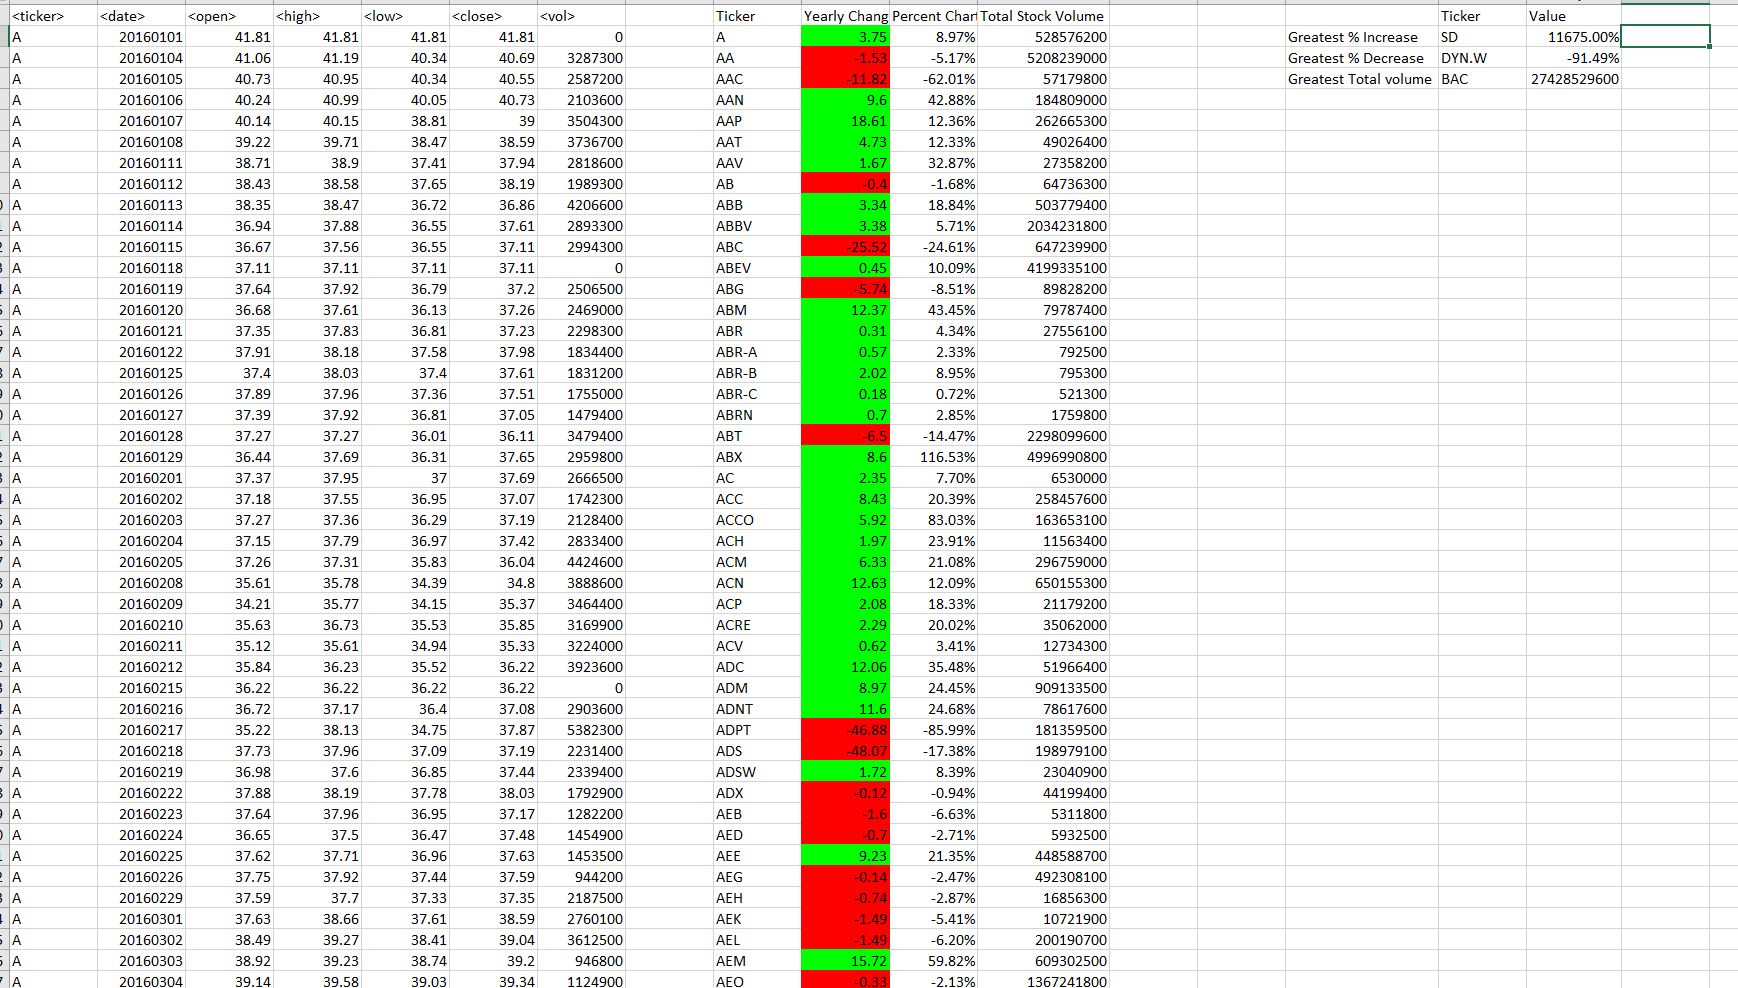 <ticker> <date> <open> <high> <low> <close> <vol> Ticker Yearly Chang Percent Char Total Stock Volume Ticker Value
A 20160101 41.81 41.81 41.81 41.81 0 A 3.75 8.97% 528576200 Greatest % Increase SD 11675.00%
A 20160104 41.06 41.19 40.34 40.69 3287300 AA -1.53 -5.17% 5208239000 Greatest % Decrease DYN.W -91.49%
A 20160105 40.73 40.95 40.34 40.55 2587200 AAC -11.82 -62.01% 57179800 Greatest Total volume BAC 27428529600
A 20160106 40.24 40.99 40.05 40.73 2103600 AAN 9.6 42.88% 184809000
A 20160107 40.14 40.15 38.81 39 3504300 AAP 18.61 12.36% 262665300
A 20160108 39.22 39.71 38.47 38.59 3736700 AAT 4.73 12.33% 49026400
A 20160111 38.71 38.9 37.41 37.94 2818600 AAV 1.67 32.87% 27358200
A 20160112 38.43 38.58 37.65 38.19 1989300 AB -0.4 -1.68% 64736300
A 20160113 38.35 38.47 36.72 36.86 4206600 ABB 3.34 18.84% 503779400
A 20160114 36.94 37.88 36.55 37.61 2893300 ABBV 3.38 5.71% 2034231800
A 20160115 36.67 37.56 36.55 37.11 2994300 ABC -25.52 -24.61% 647239900
A 20160118 37.11 37.11 37.11 37.11 0 ABEV 0.45 10.09% 4199335100
A 20160119 37.64 37.92 36.79 37.2 2506500 ABG -5.74 -8.51% 89828200
A 20160120 36.68 37.61 36.13 37.26 2469000 ABM 12.37 43.45% 79787400
A 20160121 37.35 37.83 36.81 37.23 2298300 ABR 0.31 4.34% 27556100
A 20160122 37.91 38.18 37.58 37.98 1834400 ABR-A 0.57 2.33% 792500
A 20160125 37.4 38.03 37.4 37.61 1831200 ABR-B 2.02 8.95% 795300
A 20160126 37.89 37.96 37.36 37.51 1755000 ABR-C 0.18 0.72% 521300
A 20160127 37.39 37.92 36.81 37.05 1479400 ABRN 0.7 2.85% 1759800
A 20160128 37.27 37.27 36.01 36.11 3479400 ABT -6.5 -14.47% 2298099600
A 20160129 36.44 37.69 36.31 37.65 2959800 ABX 8.6 116.53% 4996990800
A 20160201 37.37 37.95 37 37.69 2666500 AC 2.35 7.70% 6530000
A 20160202 37.18 37.55 36.95 37.07 1742300 ACC 8.43 20.39% 258457600
A 20160203 37.27 37.36 36.29 37.19 2128400 ACCO 5.92 83.03% 163653100
A 20160204 37.15 37.79 36.97 37.42 2833400 ACH 1.97 23.91% 11563400
A 20160205 37.26 37.31 35.83 36.04 4424600 ACM 6.33 21.08% 296759000
A 20160208 35.61 35.78 34.39 34.8 3888600 ACN 12.63 12.09% 650155300
A 20160209 34.21 35.77 34.15 35.37 3464400 ACP 2.08 18.33% 21179200
A 20160210 35.63 36.73 35.53 35.85 3169900 ACRE 2.29 20.02% 35062000
A 20160211 35.12 35.61 34.94 35.33 3224000 ACV 0.62 3.41% 12734300
A 20160212 35.84 36.23 35.52 36.22 3923600 ADC 12.06 35.48% 51966400
A 20160215 36.22 36.22 36.22 36.22 0 ADM 8.97 24.45% 909133500
A 20160216 36.72 37.17 36.4 37.08 2903600 ADNT 11.6 24.68% 78617600
A 20160217 35.22 38.13 34.75 37.87 5382300 ADPT -46.88 -85.99% 181359500
A 20160218 37.73 37.96 37.09 37.19 2231400 ADS -48.07 -17.38% 198979100
A 20160219 36.98 37.6 36.85 37.44 2339400 ADSW 1.72 8.39% 23040900
A 20160222 37.88 38.19 37.78 38.03 1792900 ADX -0.12 -0.94% 44199400
A 20160223 37.64 37.96 36.95 37.17 1282200 AEB -1.6 -6.63% 5311800
A 20160224 36.65 37.5 36.47 37.48 1454900 AED -0.7 -2.71% 5932500
A 20160225 37.62 37.71 36.96 37.63 1453500 AEE 9.23 21.35% 448588700
A 20160226 37.75 37.92 37.44 37.59 944200 AEG -0.14 -2.47% 492308100
A 20160229 37.59 37.7 37.33 37.35 2187500 AEH -0.74 -2.87% 16856300
A 20160301 37.63 38.66 37.61 38.59 2760100 AEK -1.49 -5.41% 10721900
A 20160302 38.49 39.27 38.41 39.04 3612500 AEL -1.49 -6.20% 200190700
A 20160303 38.92 39.23 38.74 39.2 946800 AEM 15.72 59.82% 609302500
A 20160304 39.14 39.58 39.03 39.34 1124900 AEO -0.33 -2.13% 1367241800